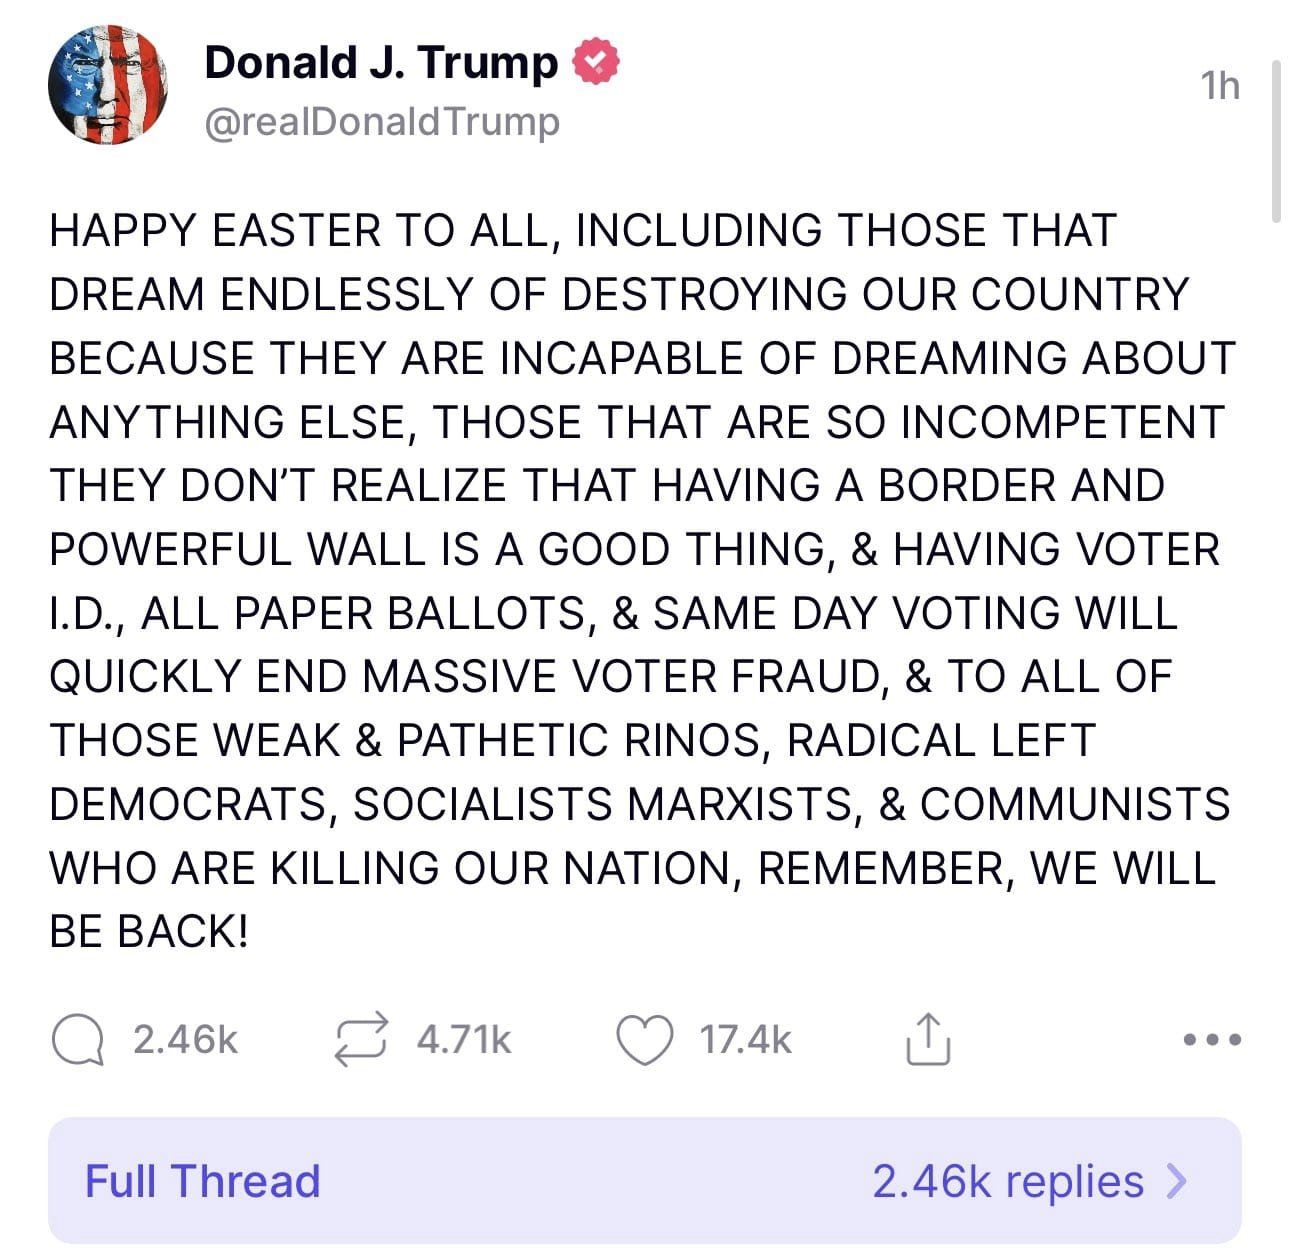 Donald J. Trump
@realDonaldTrump
1h
HAPPY EASTER TO ALL, INCLUDING THOSE THAT
DREAM ENDLESSLY OF DESTROYING OUR COUNTRY
BECAUSE THEY ARE INCAPABLE OF DREAMING ABOUT
ANYTHING ELSE, THOSE THAT ARE SO INCOMPETENT
THEY DON’T REALIZE THAT HAVING A BORDER AND
POWERFUL WALL IS A GOOD THING, & HAVING VOTER
I.D., ALL PAPER BALLOTS, & SAME DAY VOTING WILL
QUICKLY END MASSIVE VOTER FRAUD, & TO ALL OF
THOSE WEAK & PATHETIC RINOS, RADICAL LEFT
DEMOCRATS, SOCIALISTS MARXISTS, & COMMUNISTS
WHO ARE KILLING OUR NATION, REMEMBER, WE WILL
BE BACK!
2.46k 4.71k 17.4k
Full Thread 2.46k replies